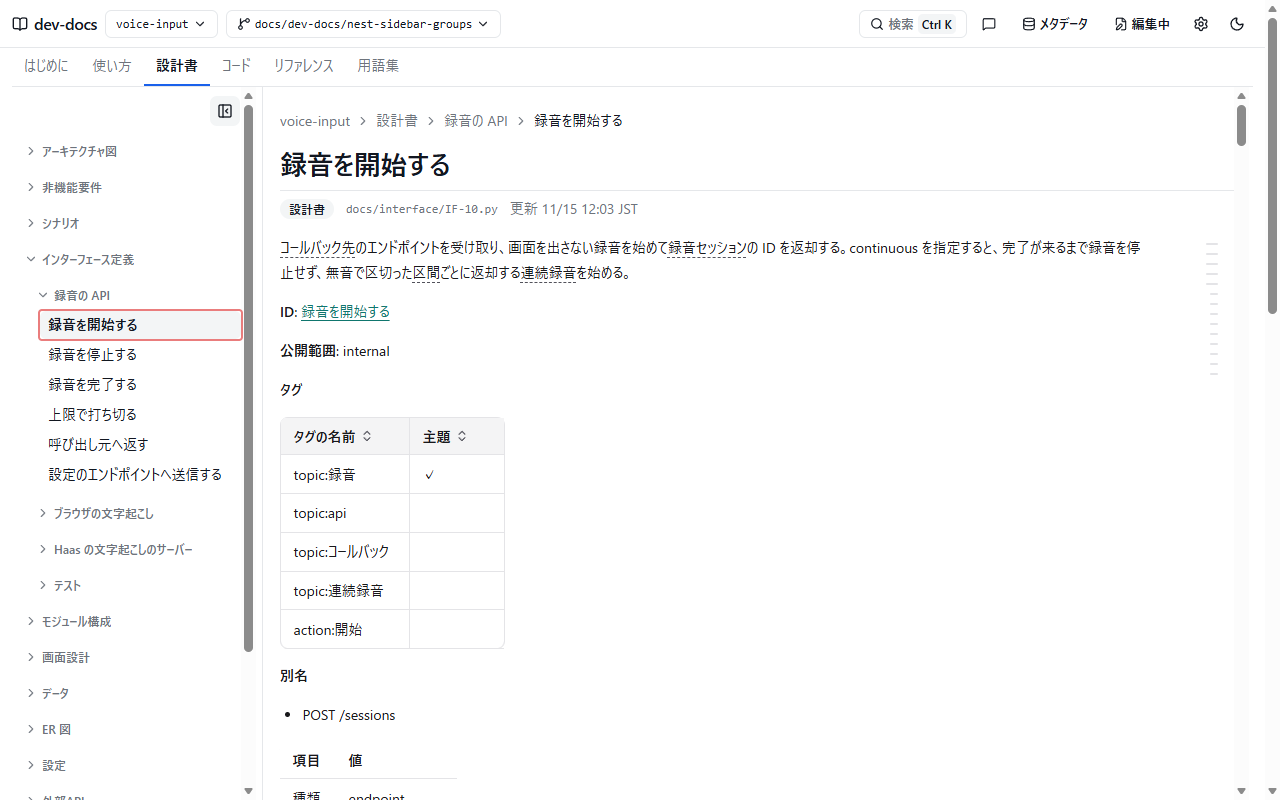 dev-docs
voice-input
docs/dev-docs/nest-sidebar-groups
検索 Ctrl K
メタデータ
編集中
はじめに
使い方
設計書
コード
リファレンス
用語集
アーキテクチャ図
非機能要件
シナリオ
インターフェース定義
録音の API
録音を開始する
録音を停止する
録音を完了する
上限で打ち切る
呼び出し元へ返す
設定のエンドポイントへ送信する
ブラウザの文字起こし
Haas の文字起こしのサーバー
テスト
モジュール構成
画面設計
データ
ER 図
設定
外部API
voice-input > 設計書 > 録音の API > 録音を開始する
録音を開始する
設計書 docs/interface/IF-10.py 更新 11/15 12:03 JST
コールバック先のエンドポイントを受け取り、画面を出さない録音を始めて録音セッションの ID を返却する。continuous を指定すると、完了が来るまで録音を停
止せず、無音で区切った区間ごとに返却する連続録音を始める。
ID: 録音を開始する
公開範囲: internal
タグ
タグの名前 主題
topic:録音 ✓
topic:api
topic:コールバック
topic:連続録音
action:開始
別名
• POST /sessions
項目 値
種類 endpoint